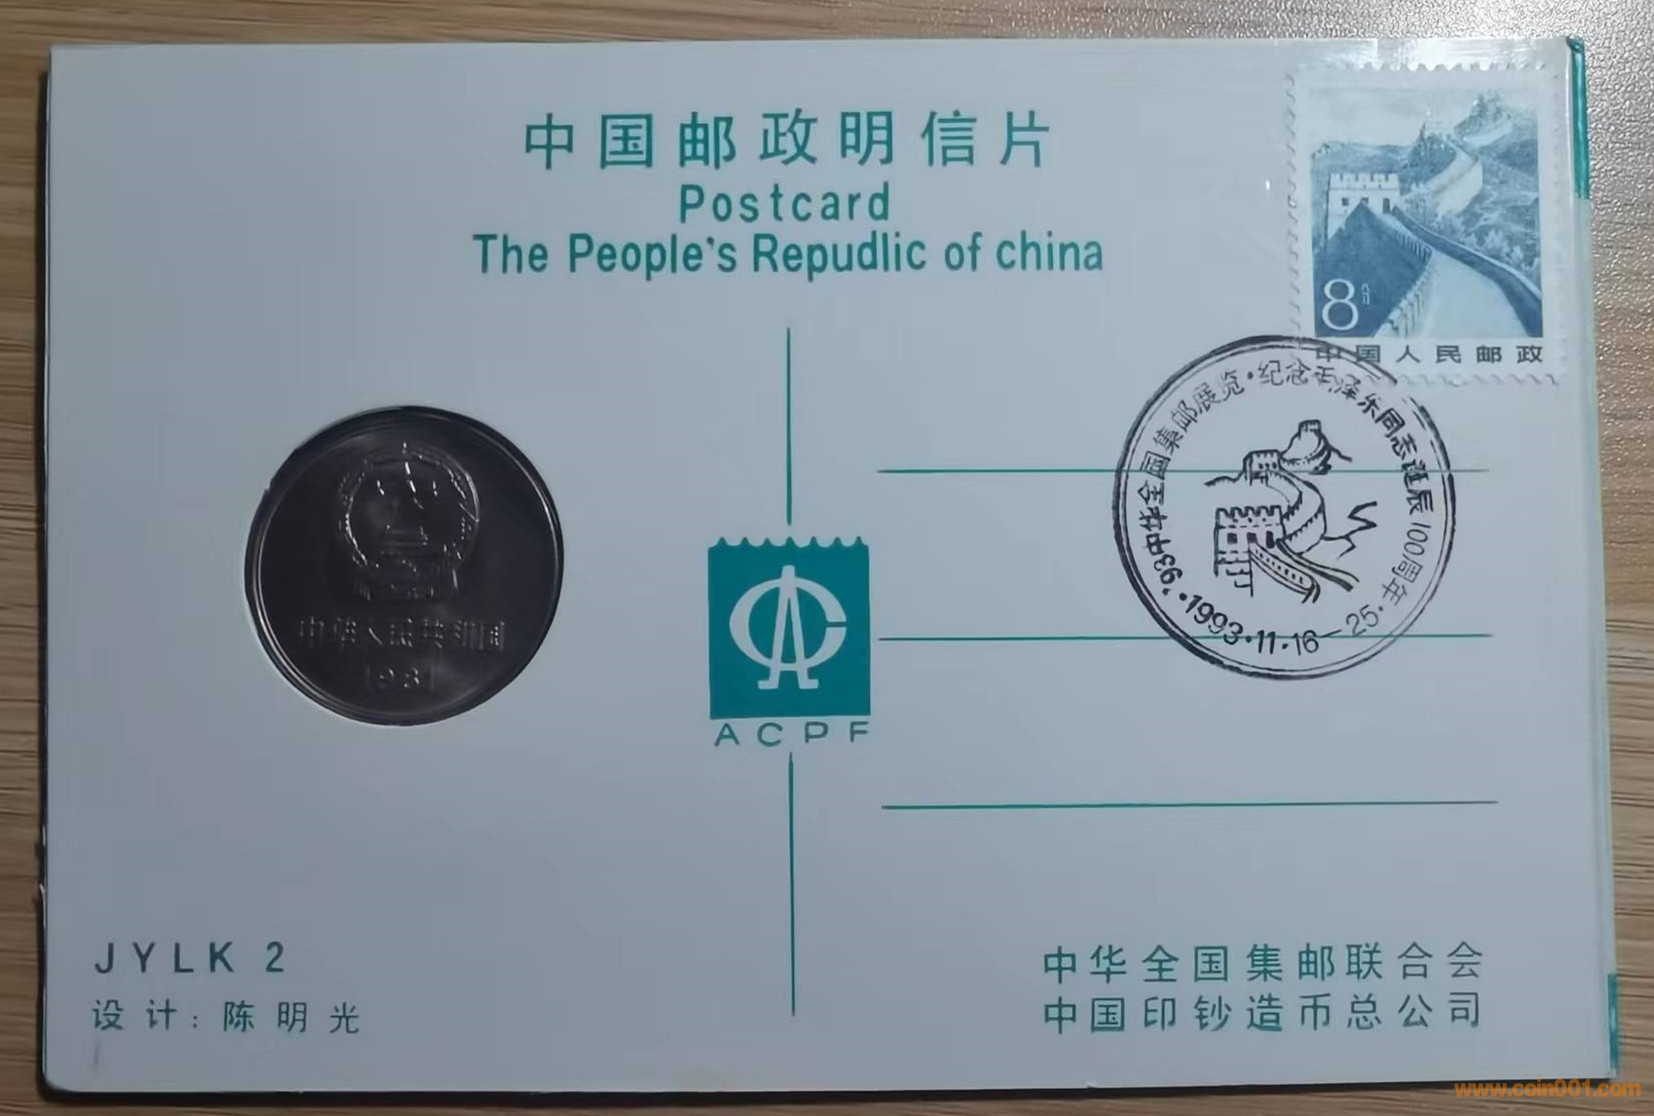 中国邮政明信片
Postcard
The People's Repudlic of china
8分
中国人民邮政
'93中华全国集邮展览·纪念毛泽东同志诞辰100周年·
·1993·11·16—25·
中华人民共和国
1981
ACPF
JYLK 2
设计：陈明光
中华全国集邮联合会
中国印钞造币总公司
www.coin001.com